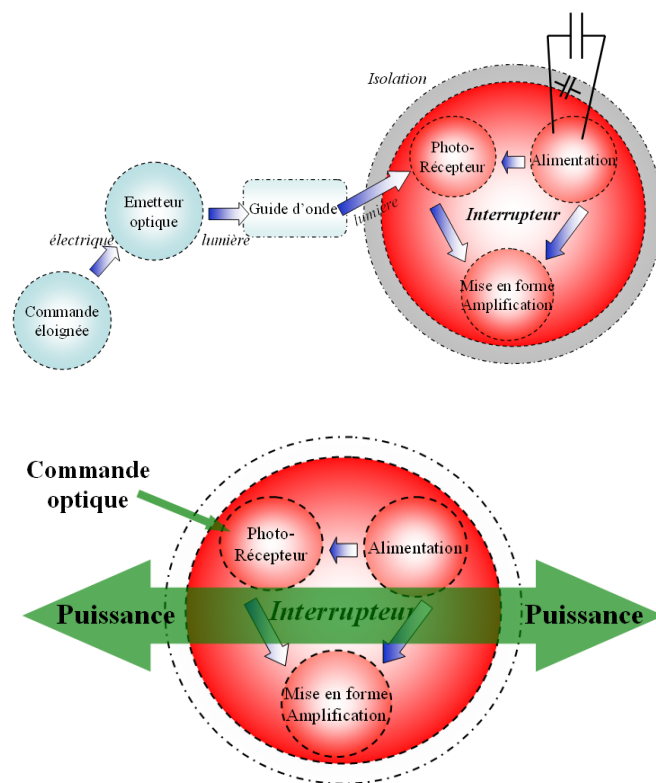 Isolation
Photo-
Récepteur
Alimentation
Emetteur
optique
Guide d'onde
Interrupteur
électrique
lumière
lumière
Mise en forme
Amplification
Commande
éloignée
Commande
optique
Photo-
Récepteur
Alimentation
Puissance
Interrupteur
Puissance
Mise en forme
Amplification